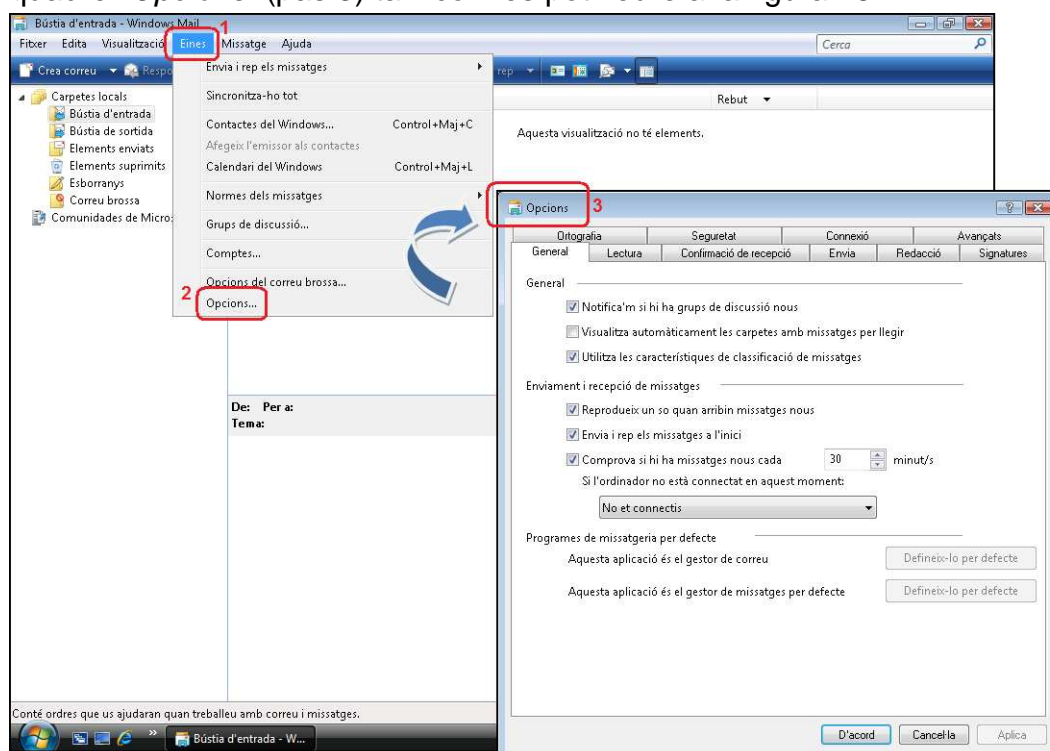 Bústia d'entrada - Windows Mail
1
Fitxer Edita Visualització Eines Missatge Ajuda
Cerca
Crea correu
Envia i rep els missatges
rep
Sincronitza-ho tot
Contactes del Windows... Control+Maj+C
Afegeix l'emissor als contactes
Calendari del Windows Control+Maj+L
Normes dels missatges
Grups de discussió...
Comptes...
Opcions del correu brossa...
2
Opcions...
Carpetes locals
Bústia d'entrada
Bústia de sortida
Elements enviats
Elements suprimits
Esborranys
Correu brossa
Comunidades de
Rebut
Aquesta visualització no té elements.
De: Per a:
Tema:
Opcions 3
Ortografia Seguretat Connexió Avançats
General Lectura Confirmació de recepció Envia Redacció Signatures
General
Notifica'm si hi ha grups de discussió nous
Visualitza automàticament les carpetes amb missatges per llegir
Utilitza les característiques de classificació de missatges
Enviament i recepció de missatges
Reprodueix un so quan arribin missatges nous
Envia i rep els missatges a l'inici
Comprova si hi ha missatges nous cada 30 minut/s
Si l'ordinador no està connectat en aquest moment:
No et connectis
Programes de missatgeria per defecte
Aquesta aplicació és el gestor de correu Defineix-lo per defecte
Aquesta aplicació és el gestor de missatges per defecte Defineix-lo per defecte
D'acord Cancel·la Aplica
Conté ordres que us ajudaran quan treballeu amb correu i missatges.
Bústia d'entrada - W...